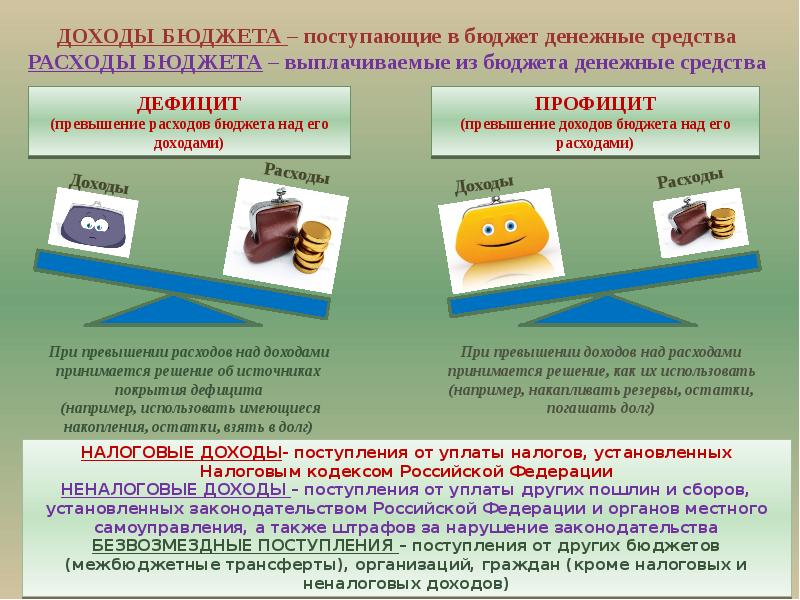 ДОХОДЫ БЮДЖЕТА – поступающие в бюджет денежные средства
РАСХОДЫ БЮДЖЕТА – выплачиваемые из бюджета денежные средства
ДЕФИЦИТ
(превышение расходов бюджета над его
доходами)
Доходы
Расходы
При превышении расходов над доходами
принимается решение об источниках
покрытия дефицита
(например, использовать имеющиеся
накопления, остатки, взять в долг)
ПРОФИЦИТ
(превышение доходов бюджета над его
расходами)
Доходы
Расходы
При превышении доходов над расходами
принимается решение, как их использовать
(например, накапливать резервы, остатки,
погашать долг)
НАЛОГОВЫЕ ДОХОДЫ- поступления от уплаты налогов, установленных
Налоговым кодексом Российской Федерации
НЕНАЛОГОВЫЕ ДОХОДЫ – поступления от уплаты других пошлин и сборов,
установленных законодательством Российской Федерации и органов местного
самоуправления, а также штрафов за нарушение законодательства
БЕЗВОЗМЕЗДНЫЕ ПОСТУПЛЕНИЯ – поступления от других бюджетов
(межбюджетные трансферты), организаций, граждан (кроме налоговых и
неналоговых доходов)